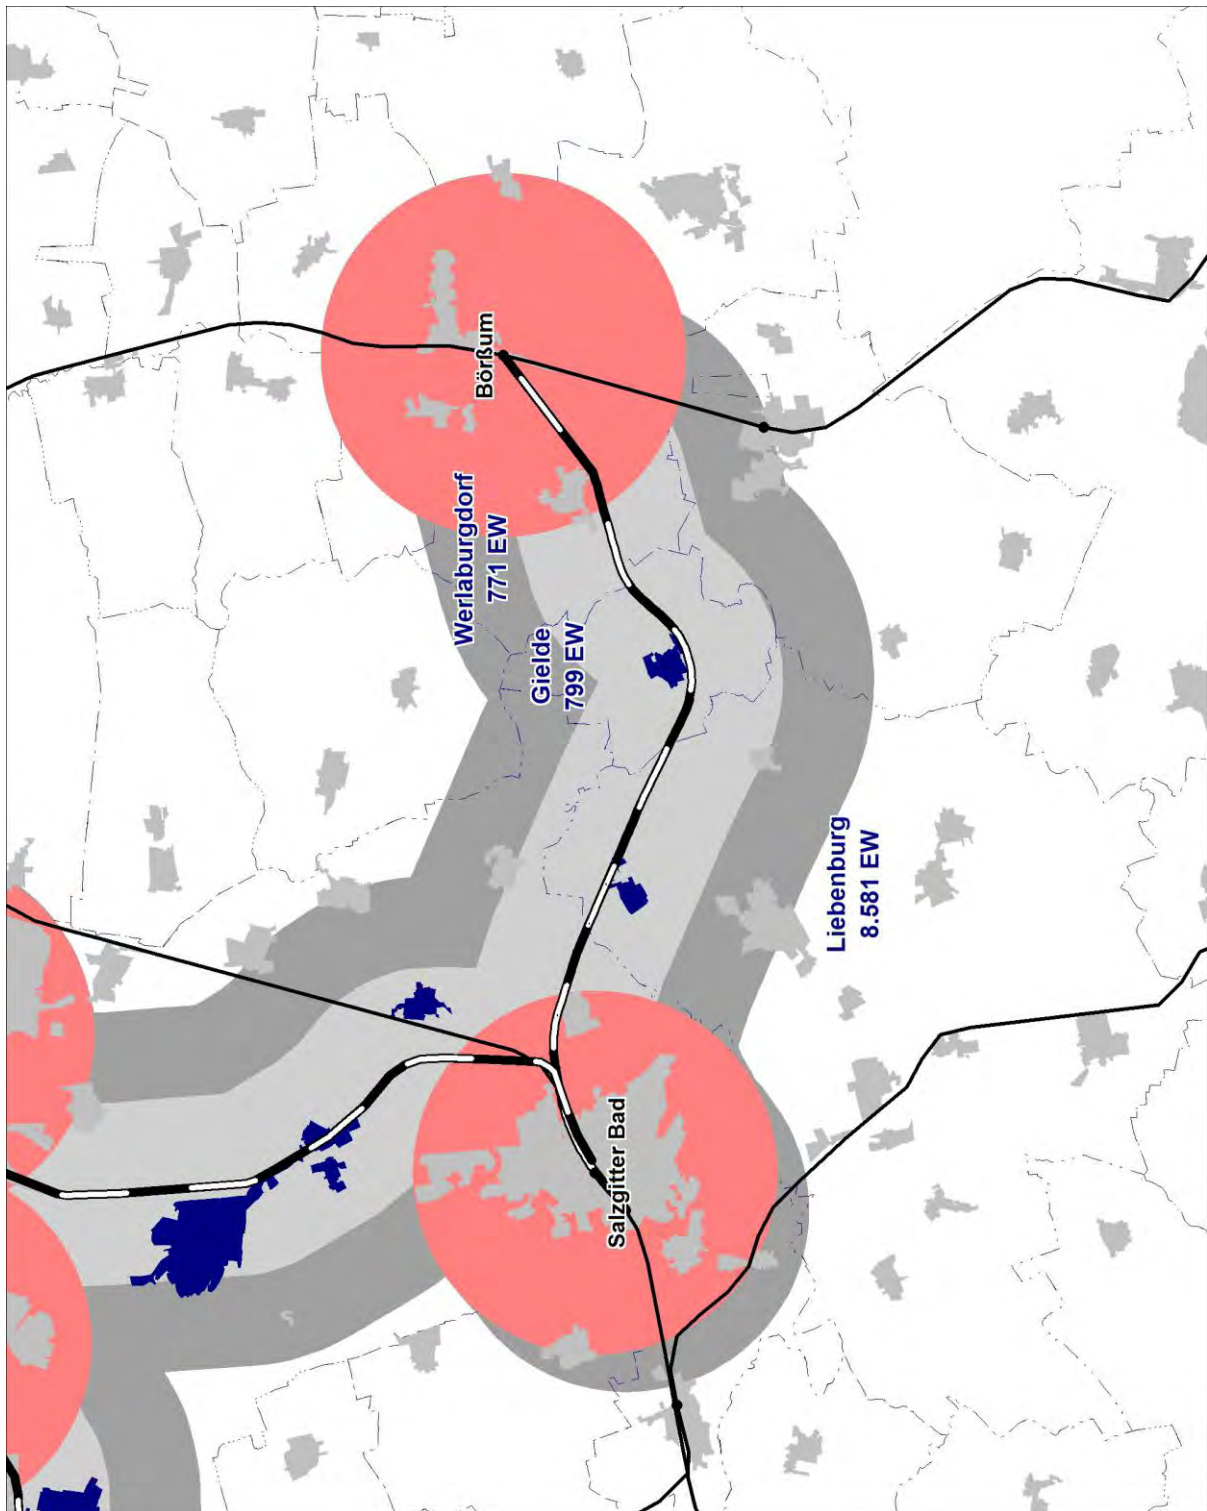 Börßum
Werlaburgdorf
771 EW
Gielde
799 EW
Liebenburg
8.581 EW
Salzgitter Bad